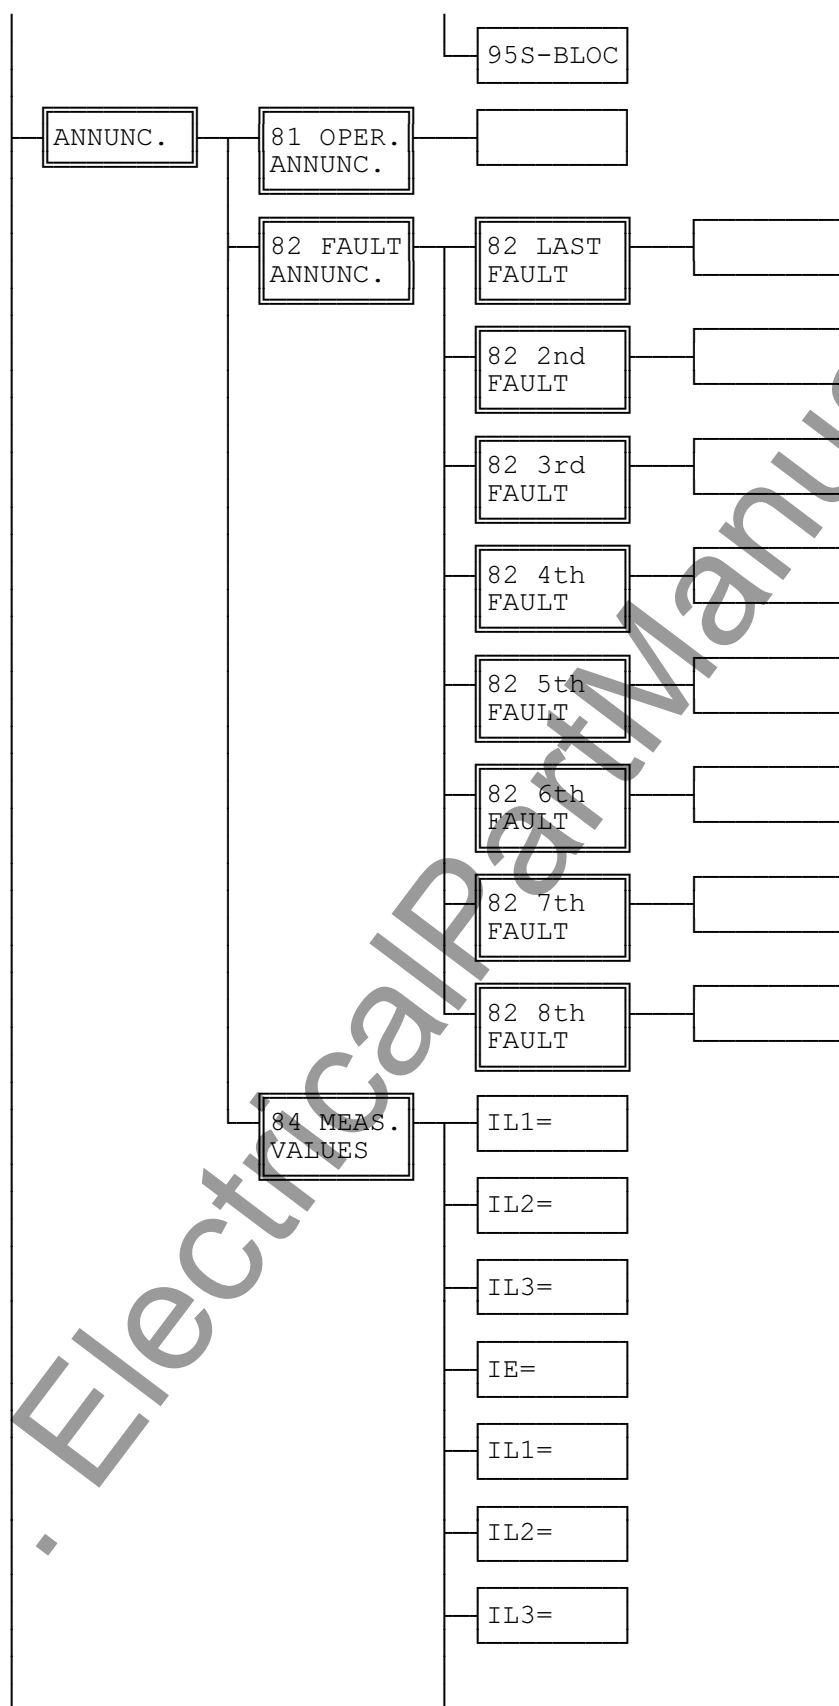 95S-BLOC
ANNUNC.
81 OPER.
ANNUNC.
82 FAULT
ANNUNC.
82 LAST
FAULT
82 2nd
FAULT
82 3rd
FAULT
82 4th
FAULT
82 5th
FAULT
82 6th
FAULT
82 7th
FAULT
82 8th
FAULT
84 MEAS.
VALUES
IL1=
IL2=
IL3=
IE=
IL1=
IL2=
IL3=
. ElectricalPartManu